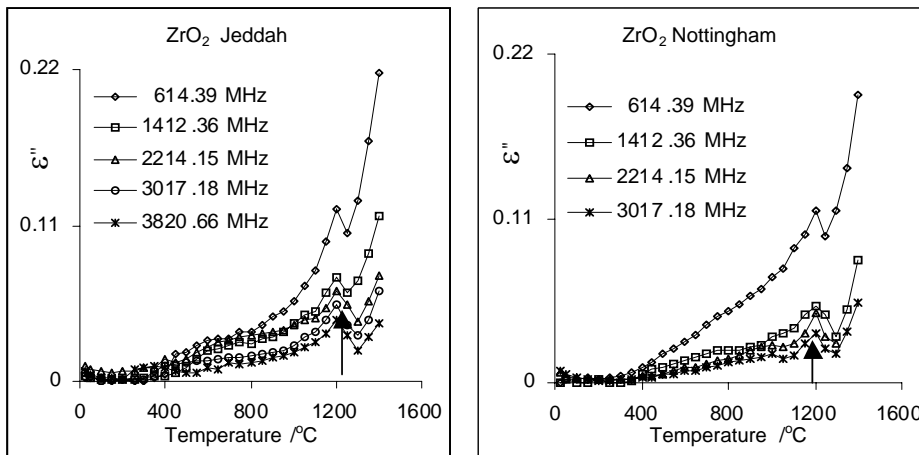 ZrO2 Jeddah
0.22
614.39 MHz
1412.36 MHz
2214.15 MHz
3017.18 MHz
3820.66 MHz
ε"
0.11
0
0 400 800 1200 1600
Temperature /°C
ZrO2 Nottingham
0.22
614.39 MHz
1412.36 MHz
2214.15 MHz
3017.18 MHz
ε"
0.11
0
0 400 800 1200 1600
Temperature /°C